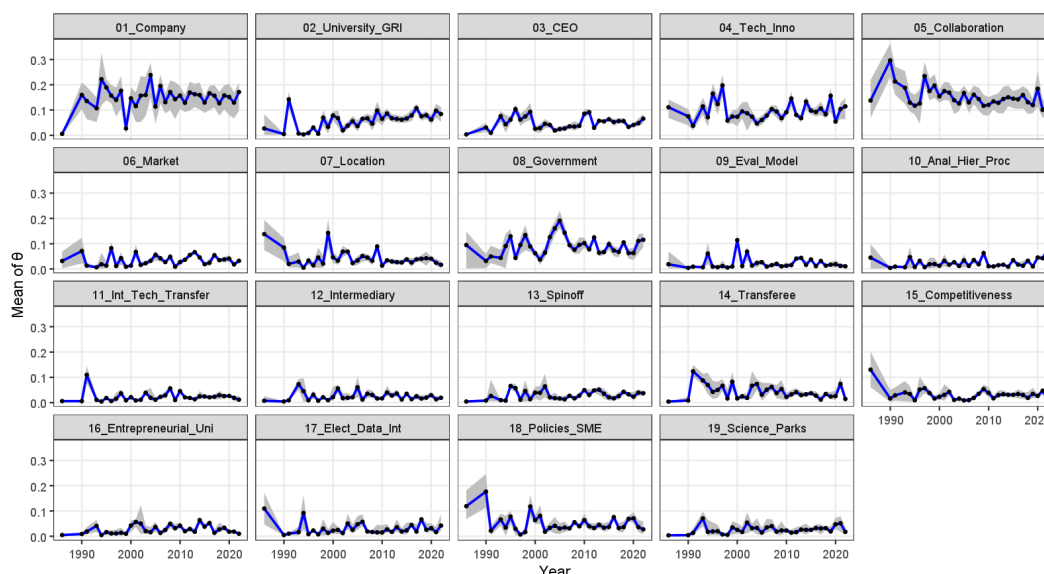 01_Company 02_University_GRI 03_CEO 04_Tech_Inno 05_Collaboration
0.3
0.2
0.1
0.0
06_Market 07_Location 08_Government 09_Eval_Model 10_Anal_Hier_Proc
0.3
0.2
0.1
0.0
Mean of θ
11_Int_Tech_Transfer 12_Intermediary 13_Spinoff 14_Transferee 15_Competitiveness
0.3
0.2
0.1
0.0
16_Entrepreneurial_Uni 17_Elect_Data_Int 18_Policies_SME 19_Science_Parks
1990 2000 2010 2020
0.3
0.2
0.1
0.0
1990 2000 2010 2020 1990 2000 2010 2020 1990 2000 2010 2020 1990 2000 2010 2020
Year